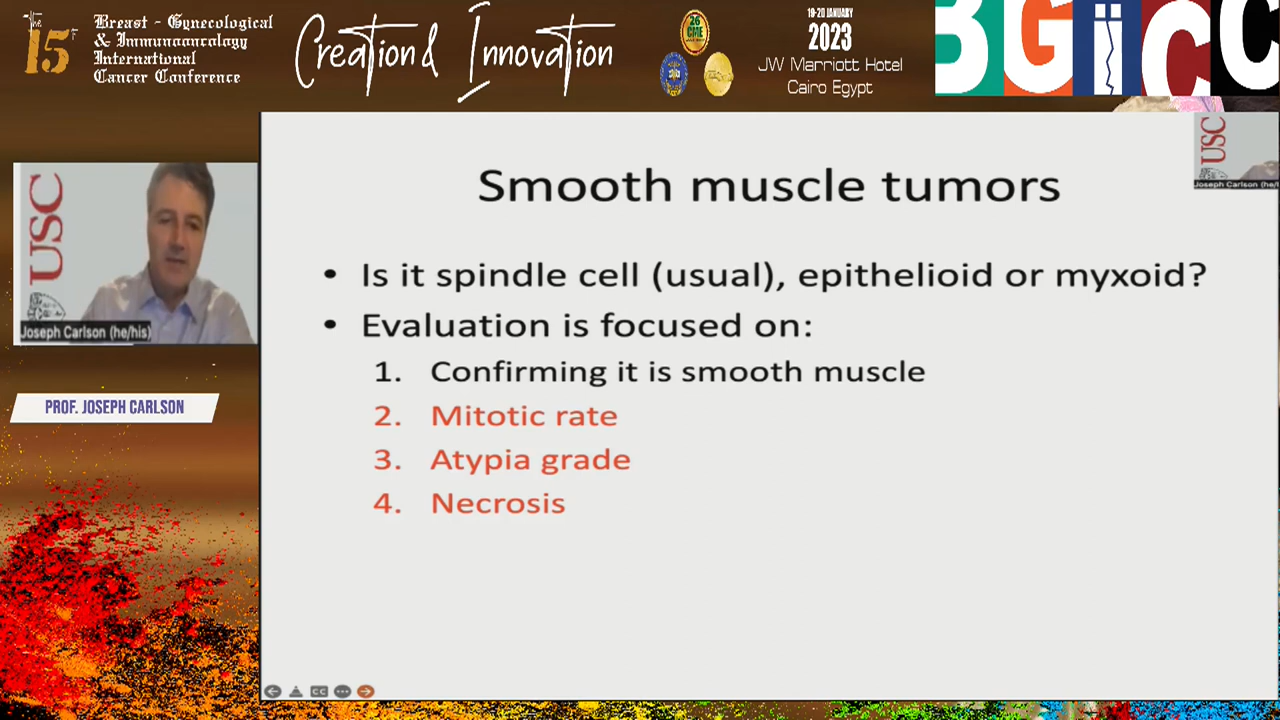 The
15th
Breast - Gynecological
& Immunooncology
International
Cancer Conference
Creation & Innovation
26
CME
19-20 JANUARY
2023
JW Marriott Hotel
Cairo Egypt
BGICC
USC
Joseph Carlson (he/his)
PROF. JOSEPH CARLSON
USC
Joseph Carlson (he/
Smooth muscle tumors
• Is it spindle cell (usual), epithelioid or myxoid?
• Evaluation is focused on:
1. Confirming it is smooth muscle
2. Mitotic rate
3. Atypia grade
4. Necrosis
CC